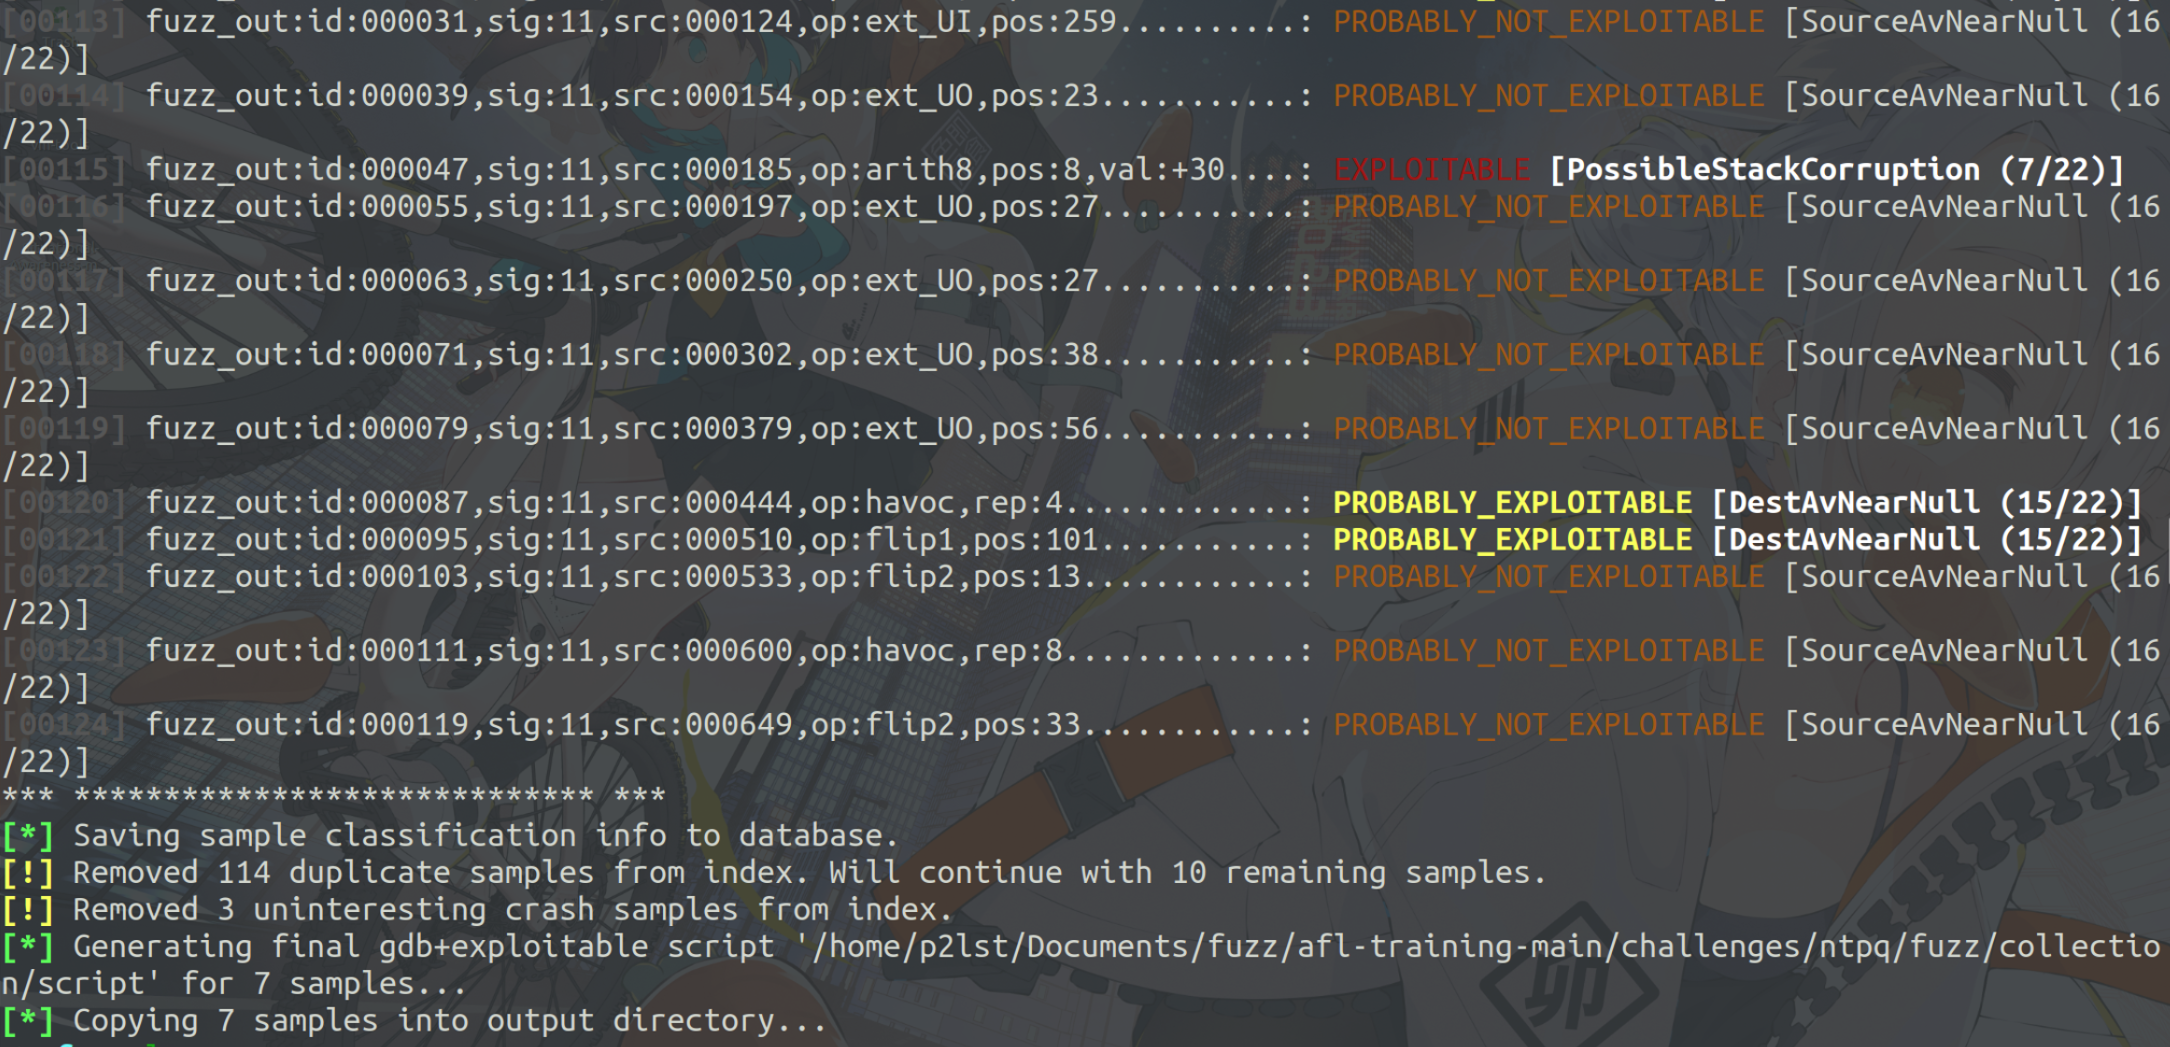 [00113] fuzz_out:id:000031,sig:11,src:000124,op:ext_UI,pos:259..........: PROBABLY_NOT_EXPLOITABLE [SourceAvNearNull (16
/22)]
[00114] fuzz_out:id:000039,sig:11,src:000154,op:ext_UO,pos:23...........: PROBABLY_NOT_EXPLOITABLE [SourceAvNearNull (16
/22)]
[00115] fuzz_out:id:000047,sig:11,src:000185,op:arith8,pos:8,val:+30....: EXPLOITABLE [PossibleStackCorruption (7/22)]
[00116] fuzz_out:id:000055,sig:11,src:000197,op:ext_UO,pos:27...........: PROBABLY_NOT_EXPLOITABLE [SourceAvNearNull (16
/22)]
[00117] fuzz_out:id:000063,sig:11,src:000250,op:ext_UO,pos:27...........: PROBABLY_NOT_EXPLOITABLE [SourceAvNearNull (16
/22)]
[00118] fuzz_out:id:000071,sig:11,src:000302,op:ext_UO,pos:38...........: PROBABLY_NOT_EXPLOITABLE [SourceAvNearNull (16
/22)]
[00119] fuzz_out:id:000079,sig:11,src:000379,op:ext_UO,pos:56...........: PROBABLY_NOT_EXPLOITABLE [SourceAvNearNull (16
/22)]
[00120] fuzz_out:id:000087,sig:11,src:000444,op:havoc,rep:4.............: PROBABLY_EXPLOITABLE [DestAvNearNull (15/22)]
[00121] fuzz_out:id:000095,sig:11,src:000510,op:flip1,pos:101...........: PROBABLY_EXPLOITABLE [DestAvNearNull (15/22)]
[00122] fuzz_out:id:000103,sig:11,src:000533,op:flip2,pos:13............: PROBABLY_NOT_EXPLOITABLE [SourceAvNearNull (16
/22)]
[00123] fuzz_out:id:000111,sig:11,src:000600,op:havoc,rep:8.............: PROBABLY_NOT_EXPLOITABLE [SourceAvNearNull (16
/22)]
[00124] fuzz_out:id:000119,sig:11,src:000649,op:flip2,pos:33............: PROBABLY_NOT_EXPLOITABLE [SourceAvNearNull (16
/22)]
*** ***************************** ***
[*] Saving sample classification info to database.
[!] Removed 114 duplicate samples from index. Will continue with 10 remaining samples.
[!] Removed 3 uninteresting crash samples from index.
[*] Generating final gdb+exploitable script '/home/p2lst/Documents/fuzz/afl-training-main/challenges/ntpq/fuzz/collectio
n/script' for 7 samples...
[*] Copying 7 samples into output directory...
卯